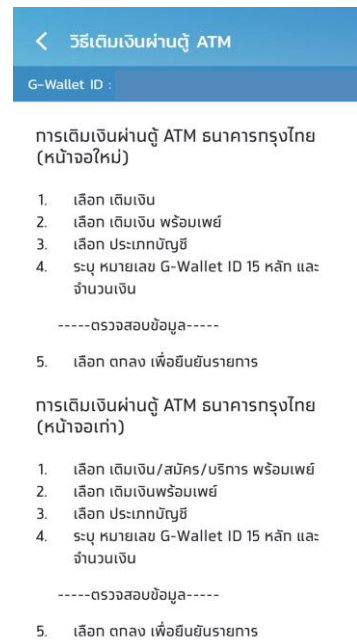 วิธีเติมเงินผ่านตู้ ATM
G-Wallet ID :
การเติมเงินผ่านตู้ ATM ธนาคารกรุงไทย
(หน้าจอใหม่)
1. เลือก เติมเงิน
2. เลือก เติมเงิน พร้อมเพย์
3. เลือก ประเภทบัญชี
4. ระบุ หมายเลข G-Wallet ID 15 หลัก และ
จำนวนเงิน
-----ตรวจสอบข้อมูล-----
5. เลือก ตกลง เพื่อยืนยันรายการ
การเติมเงินผ่านตู้ ATM ธนาคารกรุงไทย
(หน้าจอเก่า)
1. เลือก เติมเงิน/สมัคร/บริการ พร้อมเพย์
2. เลือก เติมเงินพร้อมเพย์
3. เลือก ประเภทบัญชี
4. ระบุ หมายเลข G-Wallet ID 15 หลัก และ
จำนวนเงิน
-----ตรวจสอบข้อมูล-----
5. เลือก ตกลง เพื่อยืนยันรายการ